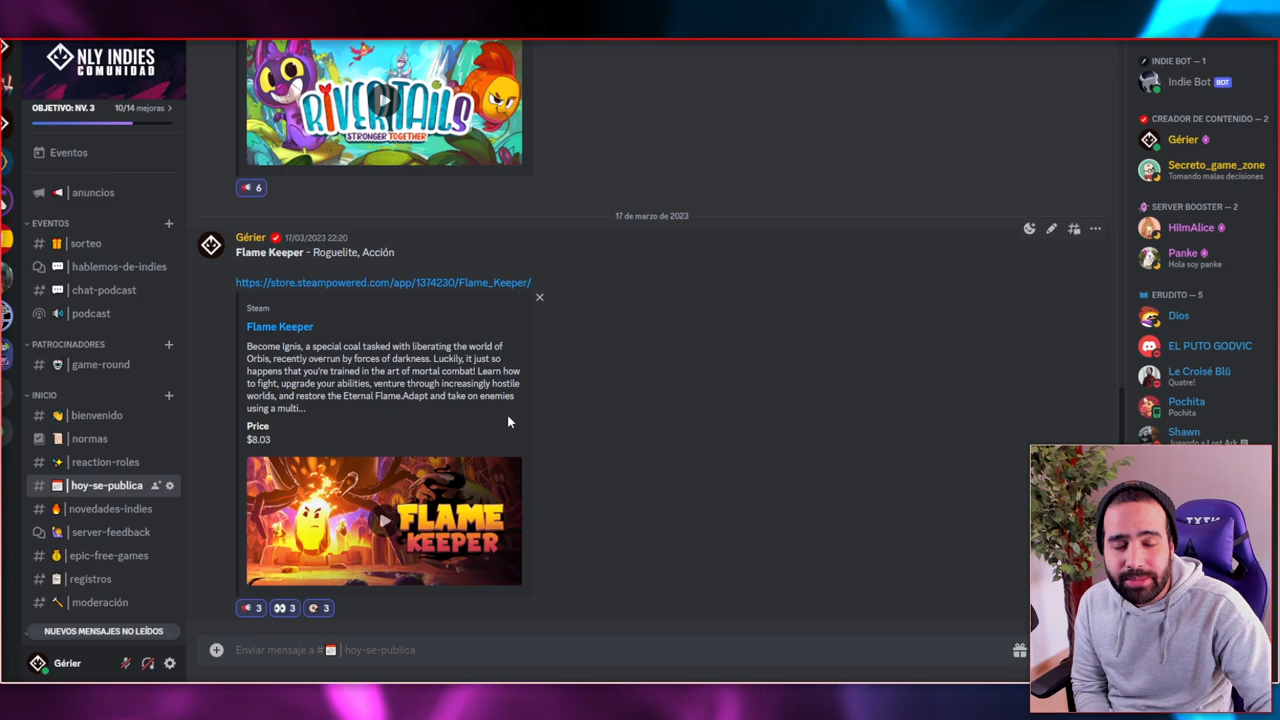 NLY INDIES
COMUNIDAD
OBJETIVO: NV. 3 10/14 mejoras >
Eventos
| anuncios
EVENTOS
| sorteo
| hablemos-de-indies
| chat-podcast
| podcast
PATROCINADORES
| game-round
INICIO
| bienvenido
| normas
| reaction-roles
| hoy-se-publica
| novedades-indies
| server-feedback
| epic-free-games
| registros
| moderación
NUEVOS MENSAJES NO LEÍDOS
Gérier
RIVERTAILS
STRONGER TOGETHER
6
17 de marzo de 2023
Gérier 17/03/2023 22:20
Flame Keeper - Roguelite, Acción
https://store.steampowered.com/app/1374230/Flame_Keeper/
Steam
Flame Keeper
Become Ignis, a special coal tasked with liberating the world of
Orbis, recently overrun by forces of darkness. Luckily, it just so
happens that you're trained in the art of mortal combat! Learn how
to fight, upgrade your abilities, venture through increasingly hostile
worlds, and restore the Eternal Flame.Adapt and take on enemies
using a multi...
Price
$8.03
FLAME
KEEPER
3 3 3
Enviar mensaje a # | hoy-se-publica
INDIE BOT — 1
Indie Bot BOT
CREADOR DE CONTENIDO — 2
Gérier
Secreto_game_zone
Tomando malas decisiones
SERVER BOOSTER — 2
HiImAlice
Panke
Hola soy panke
ERUDITO — 5
Dios
EL PUTO GODVIC
Le Croisé Blû
Quatre!
Pochita
Pochita
Shawn
Jugando a Lost Ark